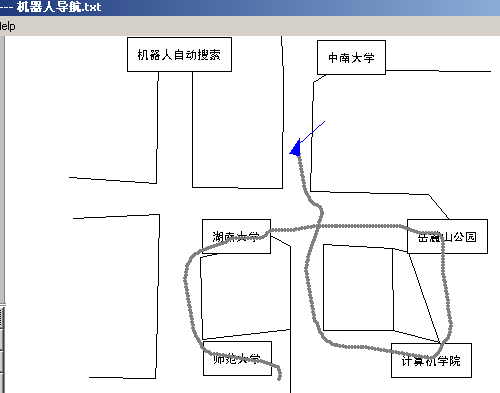 --- 机器人导航.txt
Help
机器人自动搜索
中南大学
湖南大学
岳麓山公园
师范大学
计算机学院